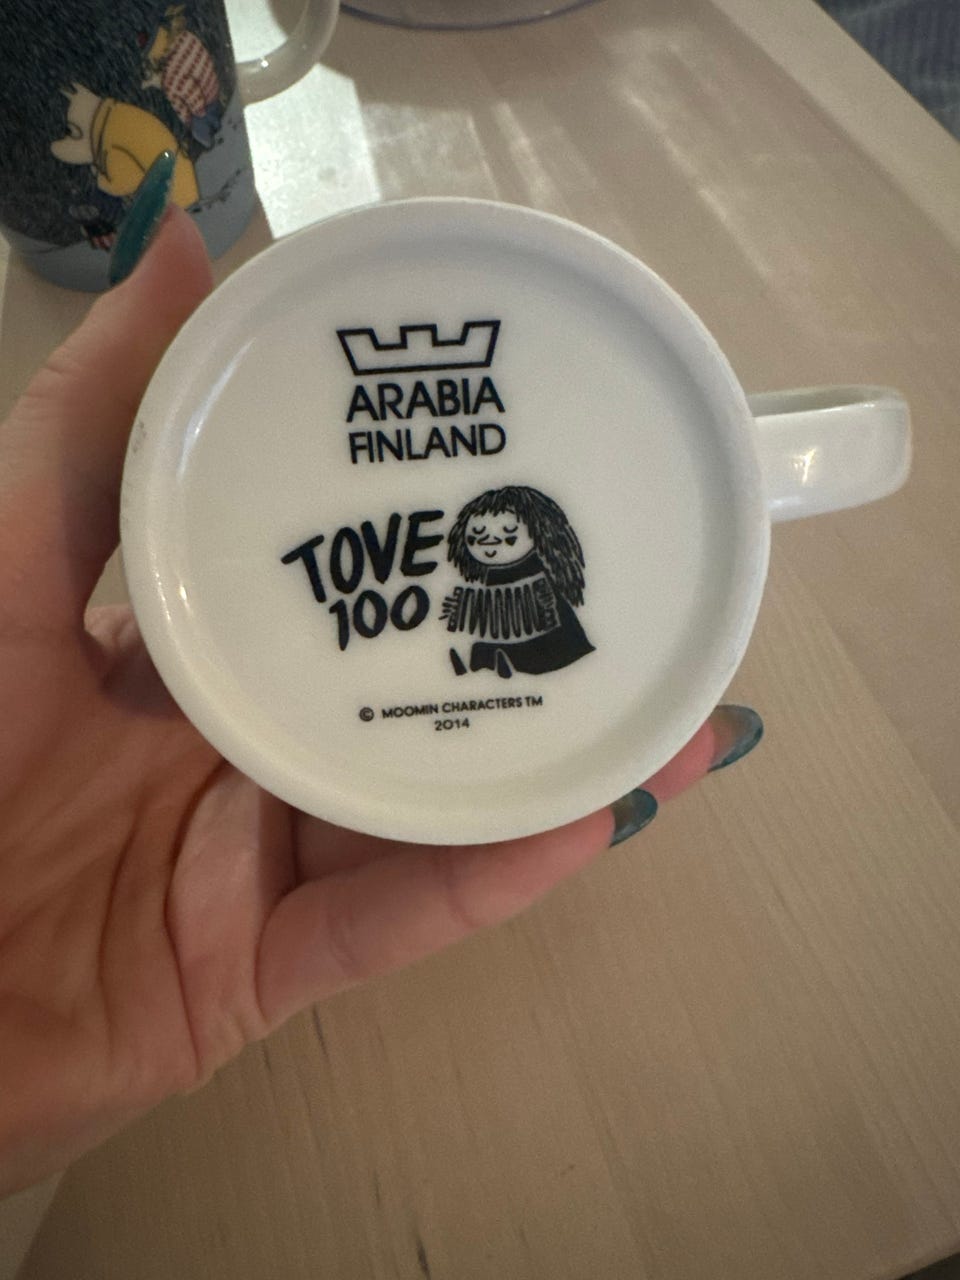 ARABIA
FINLAND
TOVE
100
© MOOMIN CHARACTERS TM
2014